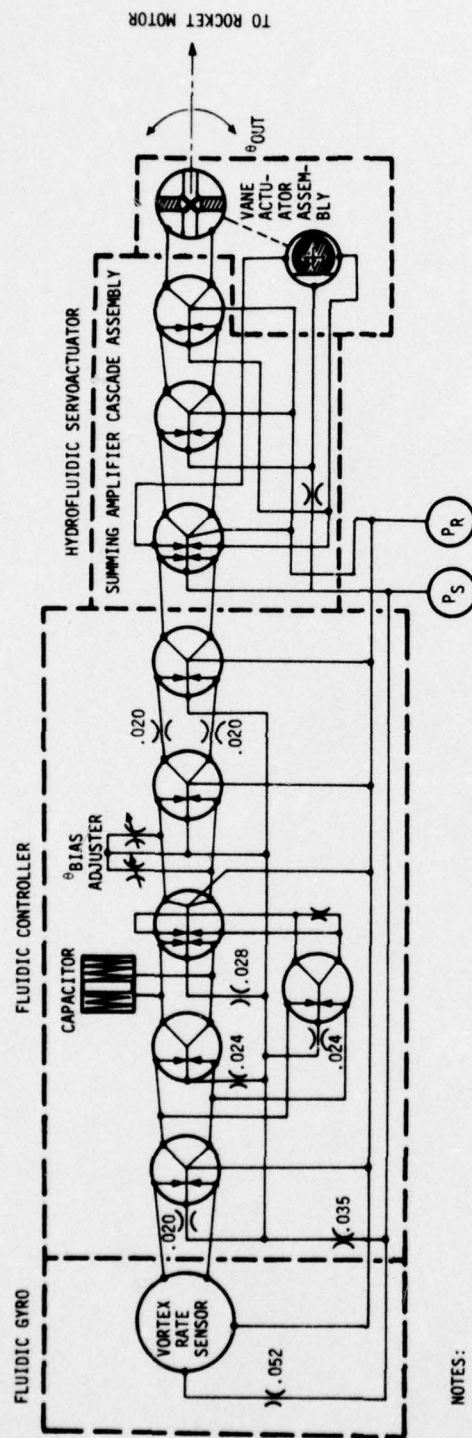 FLUIDIC GYRO
FLUIDIC CONTROLLER
HYDROFLUIDIC SERVOACTUATOR
SUMMING AMPLIFIER CASCADE ASSEMBLY
VORTEX
RATE
SENSOR
CAPACITOR
θBIAS
ADJUSTER
.020
.024
.028
.024
.020
.020
.052
.035
VANE
ACTU-
ATOR
ASSEM-
BLY
θOUT
TO ROCKET MOTOR
PS
PR
NOTES: